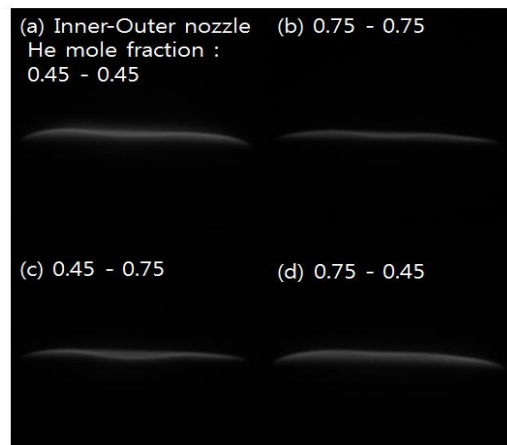 (a) Inner-Outer nozzle
He mole fraction :
0.45 - 0.45
(b) 0.75 - 0.75
(c) 0.45 - 0.75
(d) 0.75 - 0.45